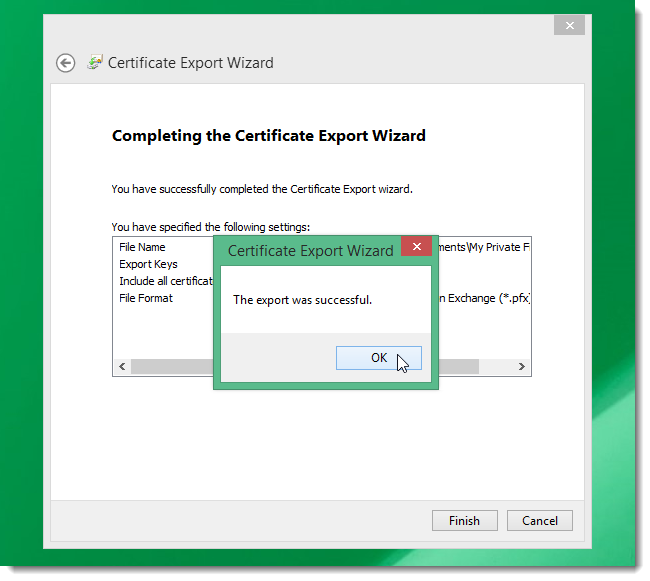 Certificate Export Wizard
Completing the Certificate Export Wizard
You have successfully completed the Certificate Export wizard.
You have specified the following settings:
File Name
Export Keys
Include all certificat
File Format
ments\My Private F
n Exchange (*.pfx)
Certificate Export Wizard
The export was successful.
OK
Finish
Cancel